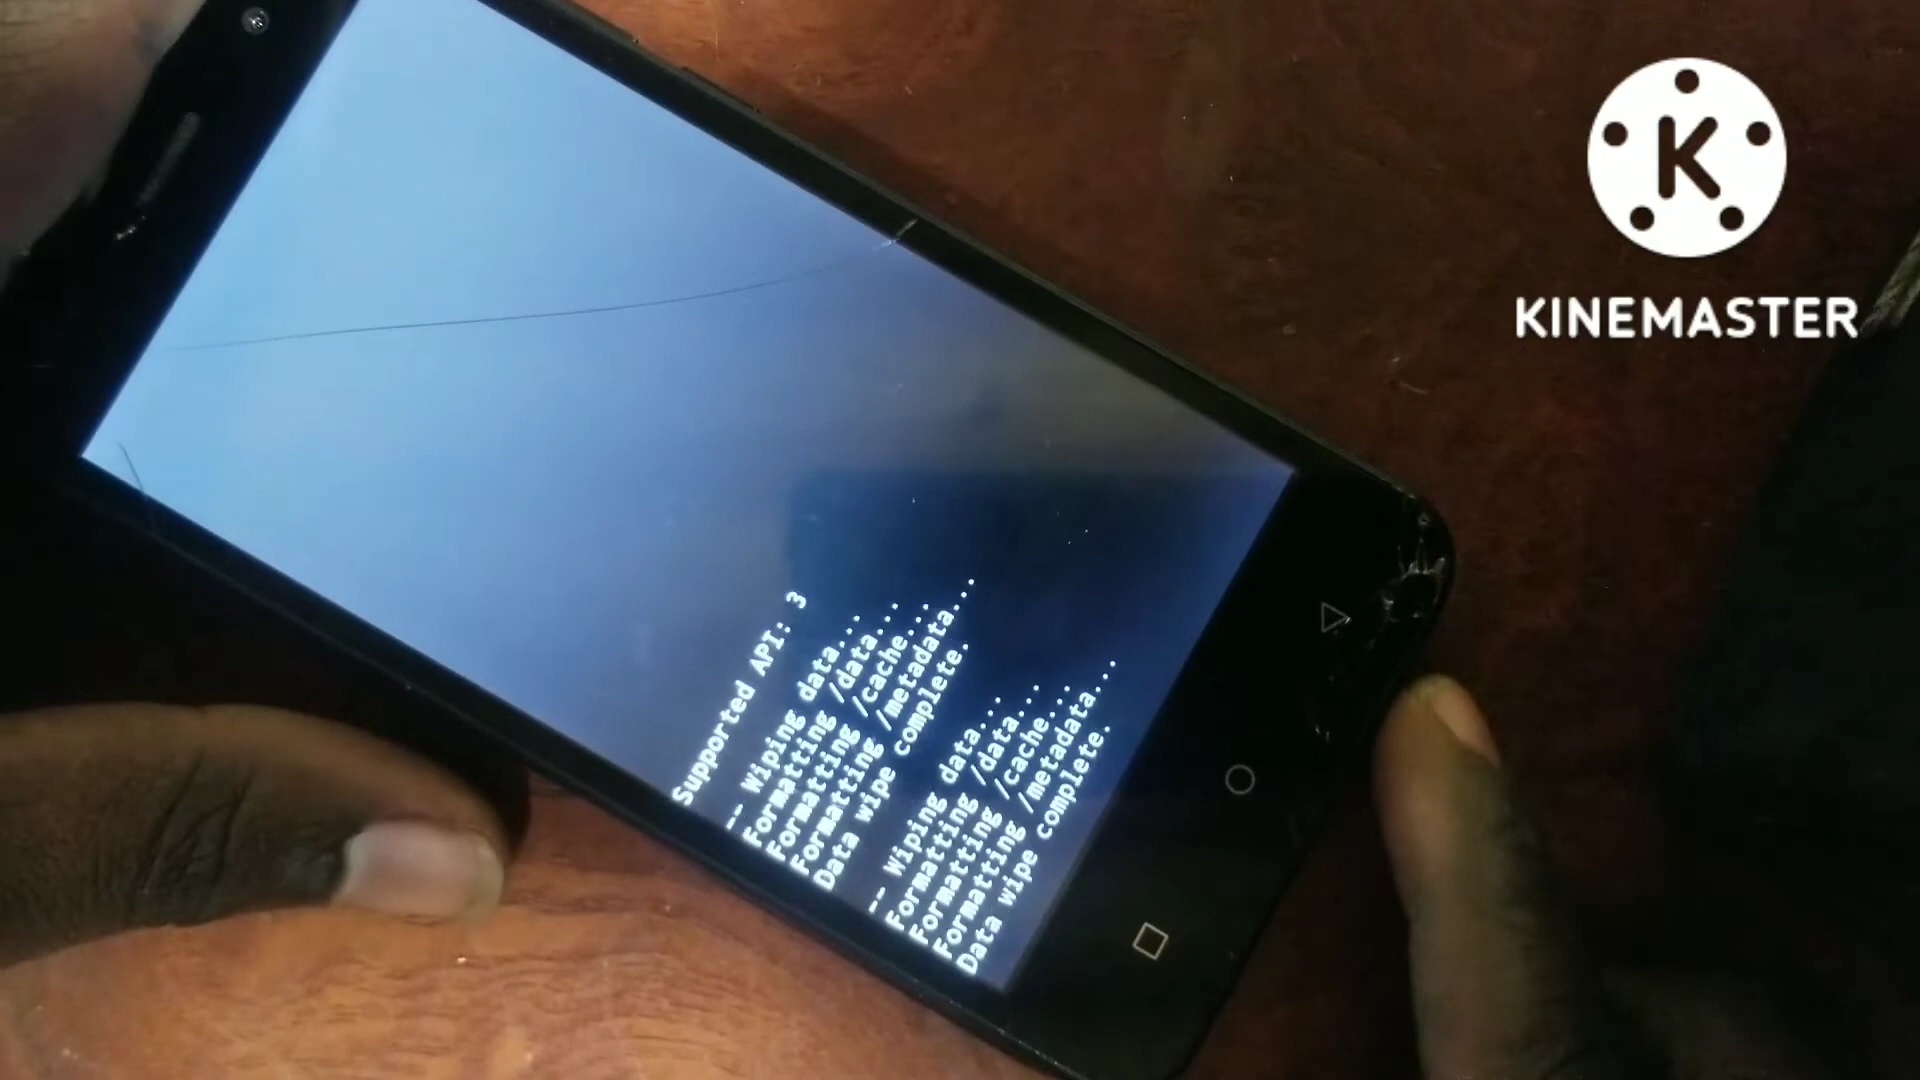 Supported API: 3
-- Wiping data...
Formatting /data...
Formatting /cache...
Formatting /metadata...
Data wipe complete.
-- Wiping data...
Formatting /data...
Formatting /cache...
Formatting /metadata...
Data wipe complete.
K
KINEMASTER